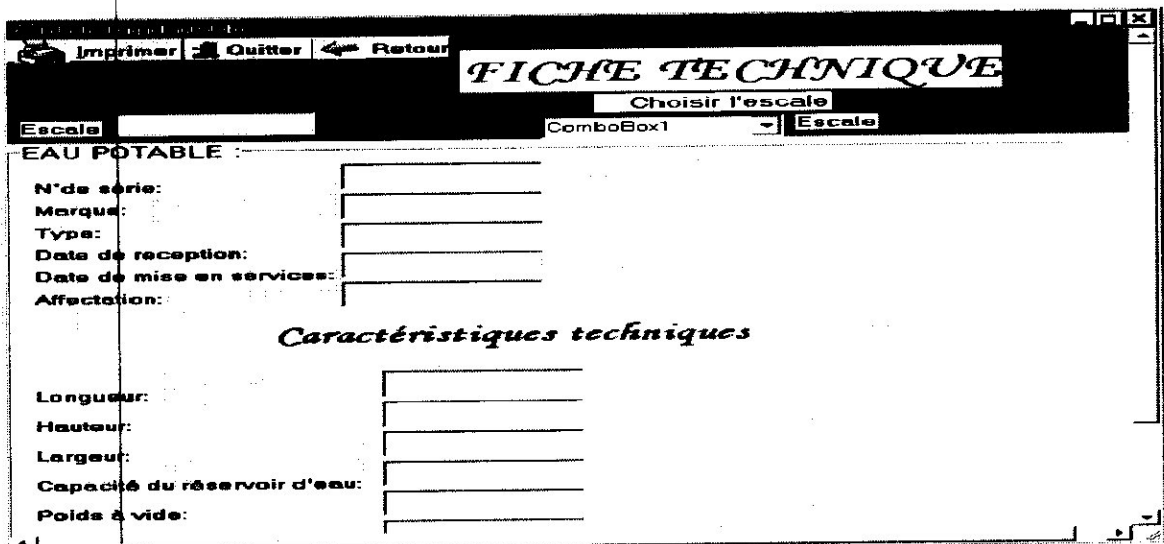 Imprimer Quitter Retour
FICHE TECHNIQUE
Choisir l'escale
Escale ComboBox1 Escale
EAU POTABLE :
N°de série:
Marque:
Type:
Date de reception:
Date de mise en services:
Affectation:
Caractéristiques techniques
Longueur:
Hauteur:
Largeur:
Capacité du réservoir d'eau:
Poids à vide: